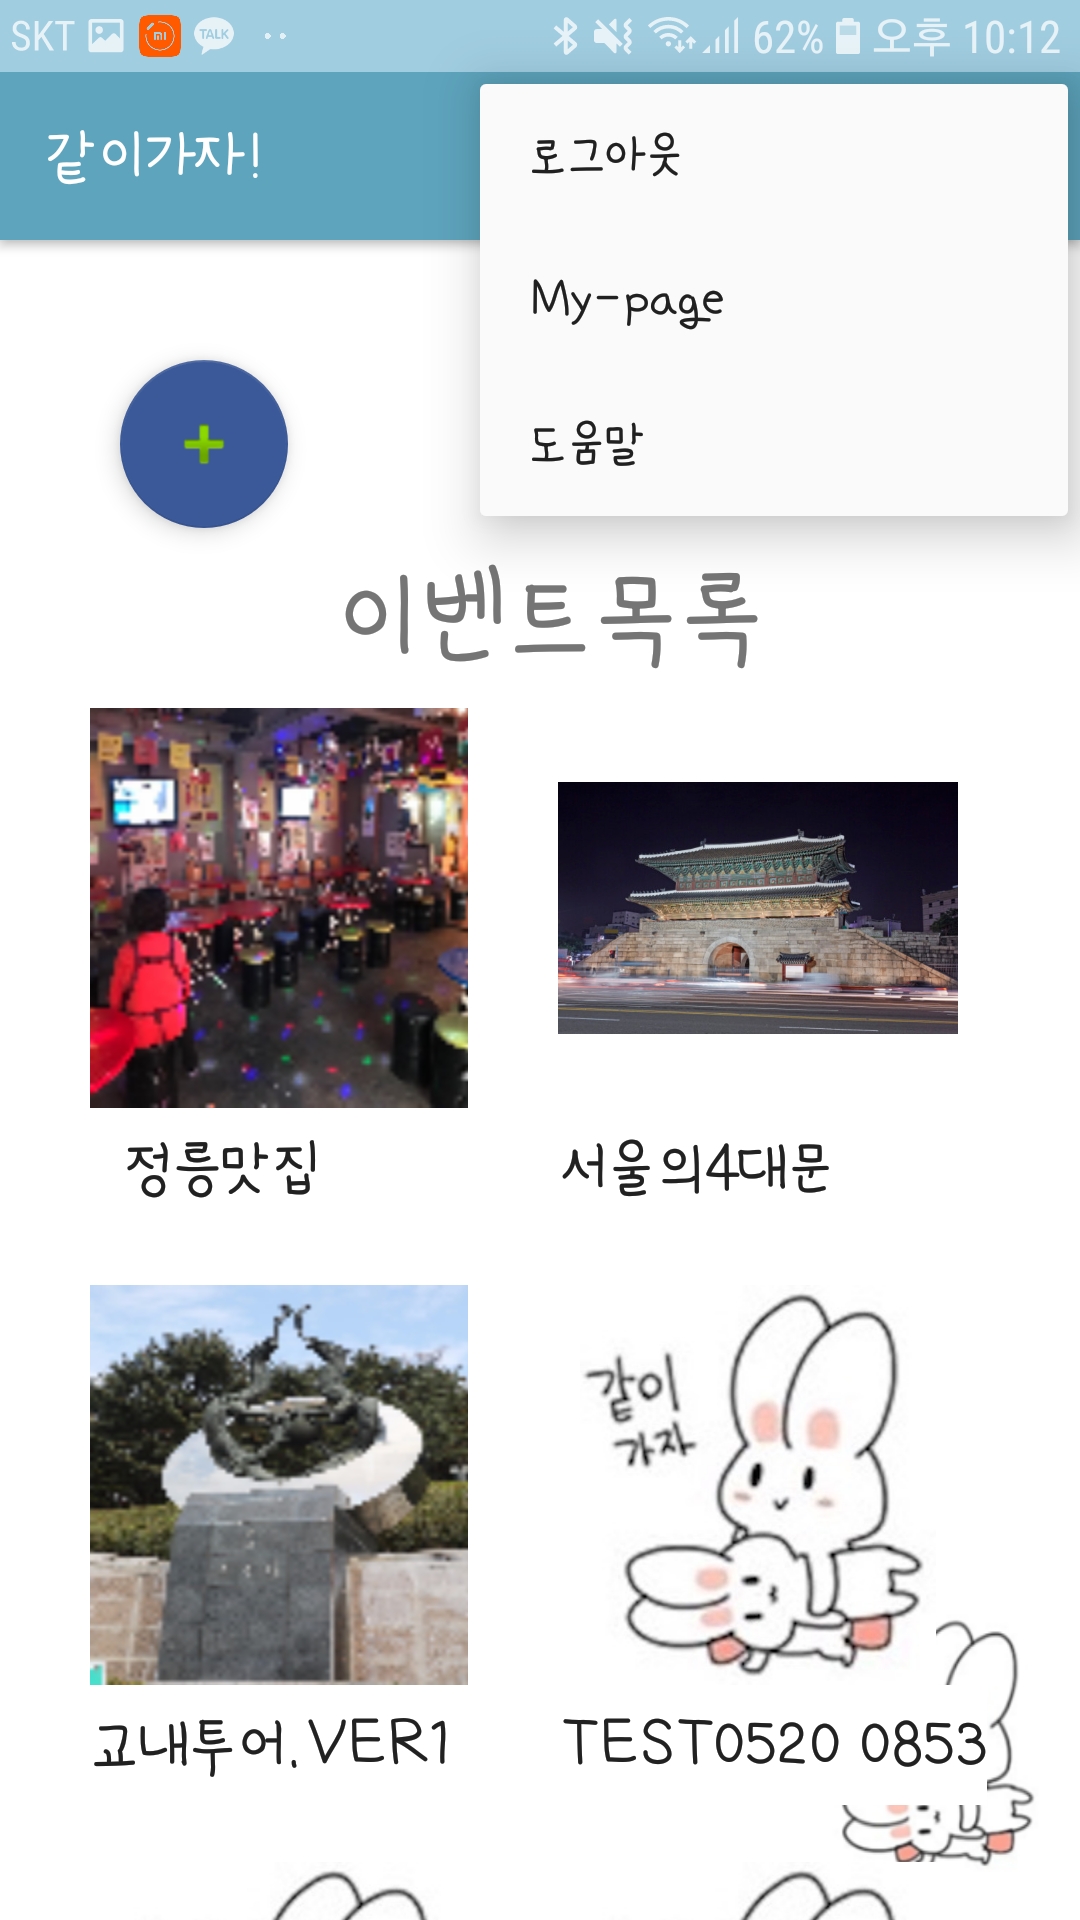 SKT TALK 62% 오후 10:12
같이가자!
로그아웃
My-page
도움말
이벤트목록
정릉맛집
서울의4대문
같이
가자
교내투어.VER1
TEST0520 0853